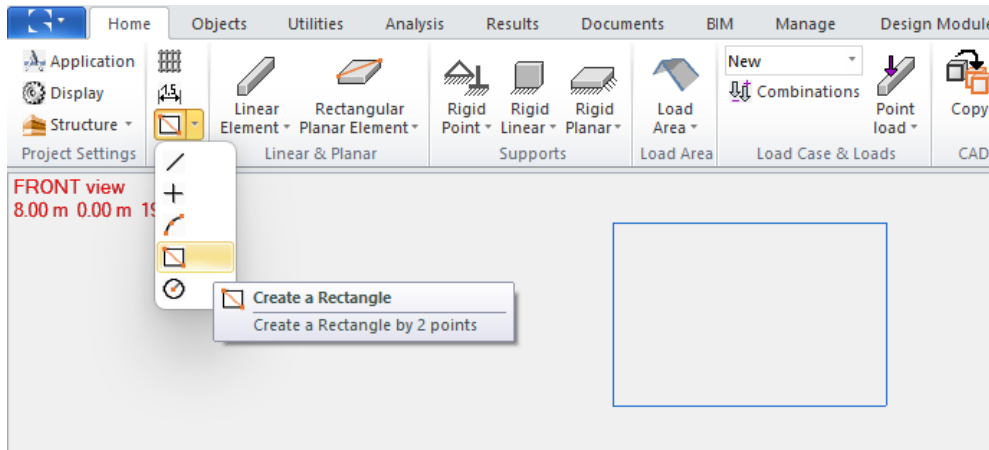 Home Objects Utilities Analysis Results Documents BIM Manage Design Module
Application
Display
Structure
Project Settings
1.5
Linear
Element
Rectangular
Planar Element
Linear & Planar
Rigid
Point
Rigid
Linear
Rigid
Planar
Supports
Load
Area
Load Area
New
Combinations
Point
load
Load Case & Loads
Copy
CAD
FRONT view
8.00 m 0.00 m
Create a Rectangle
Create a Rectangle by 2 points